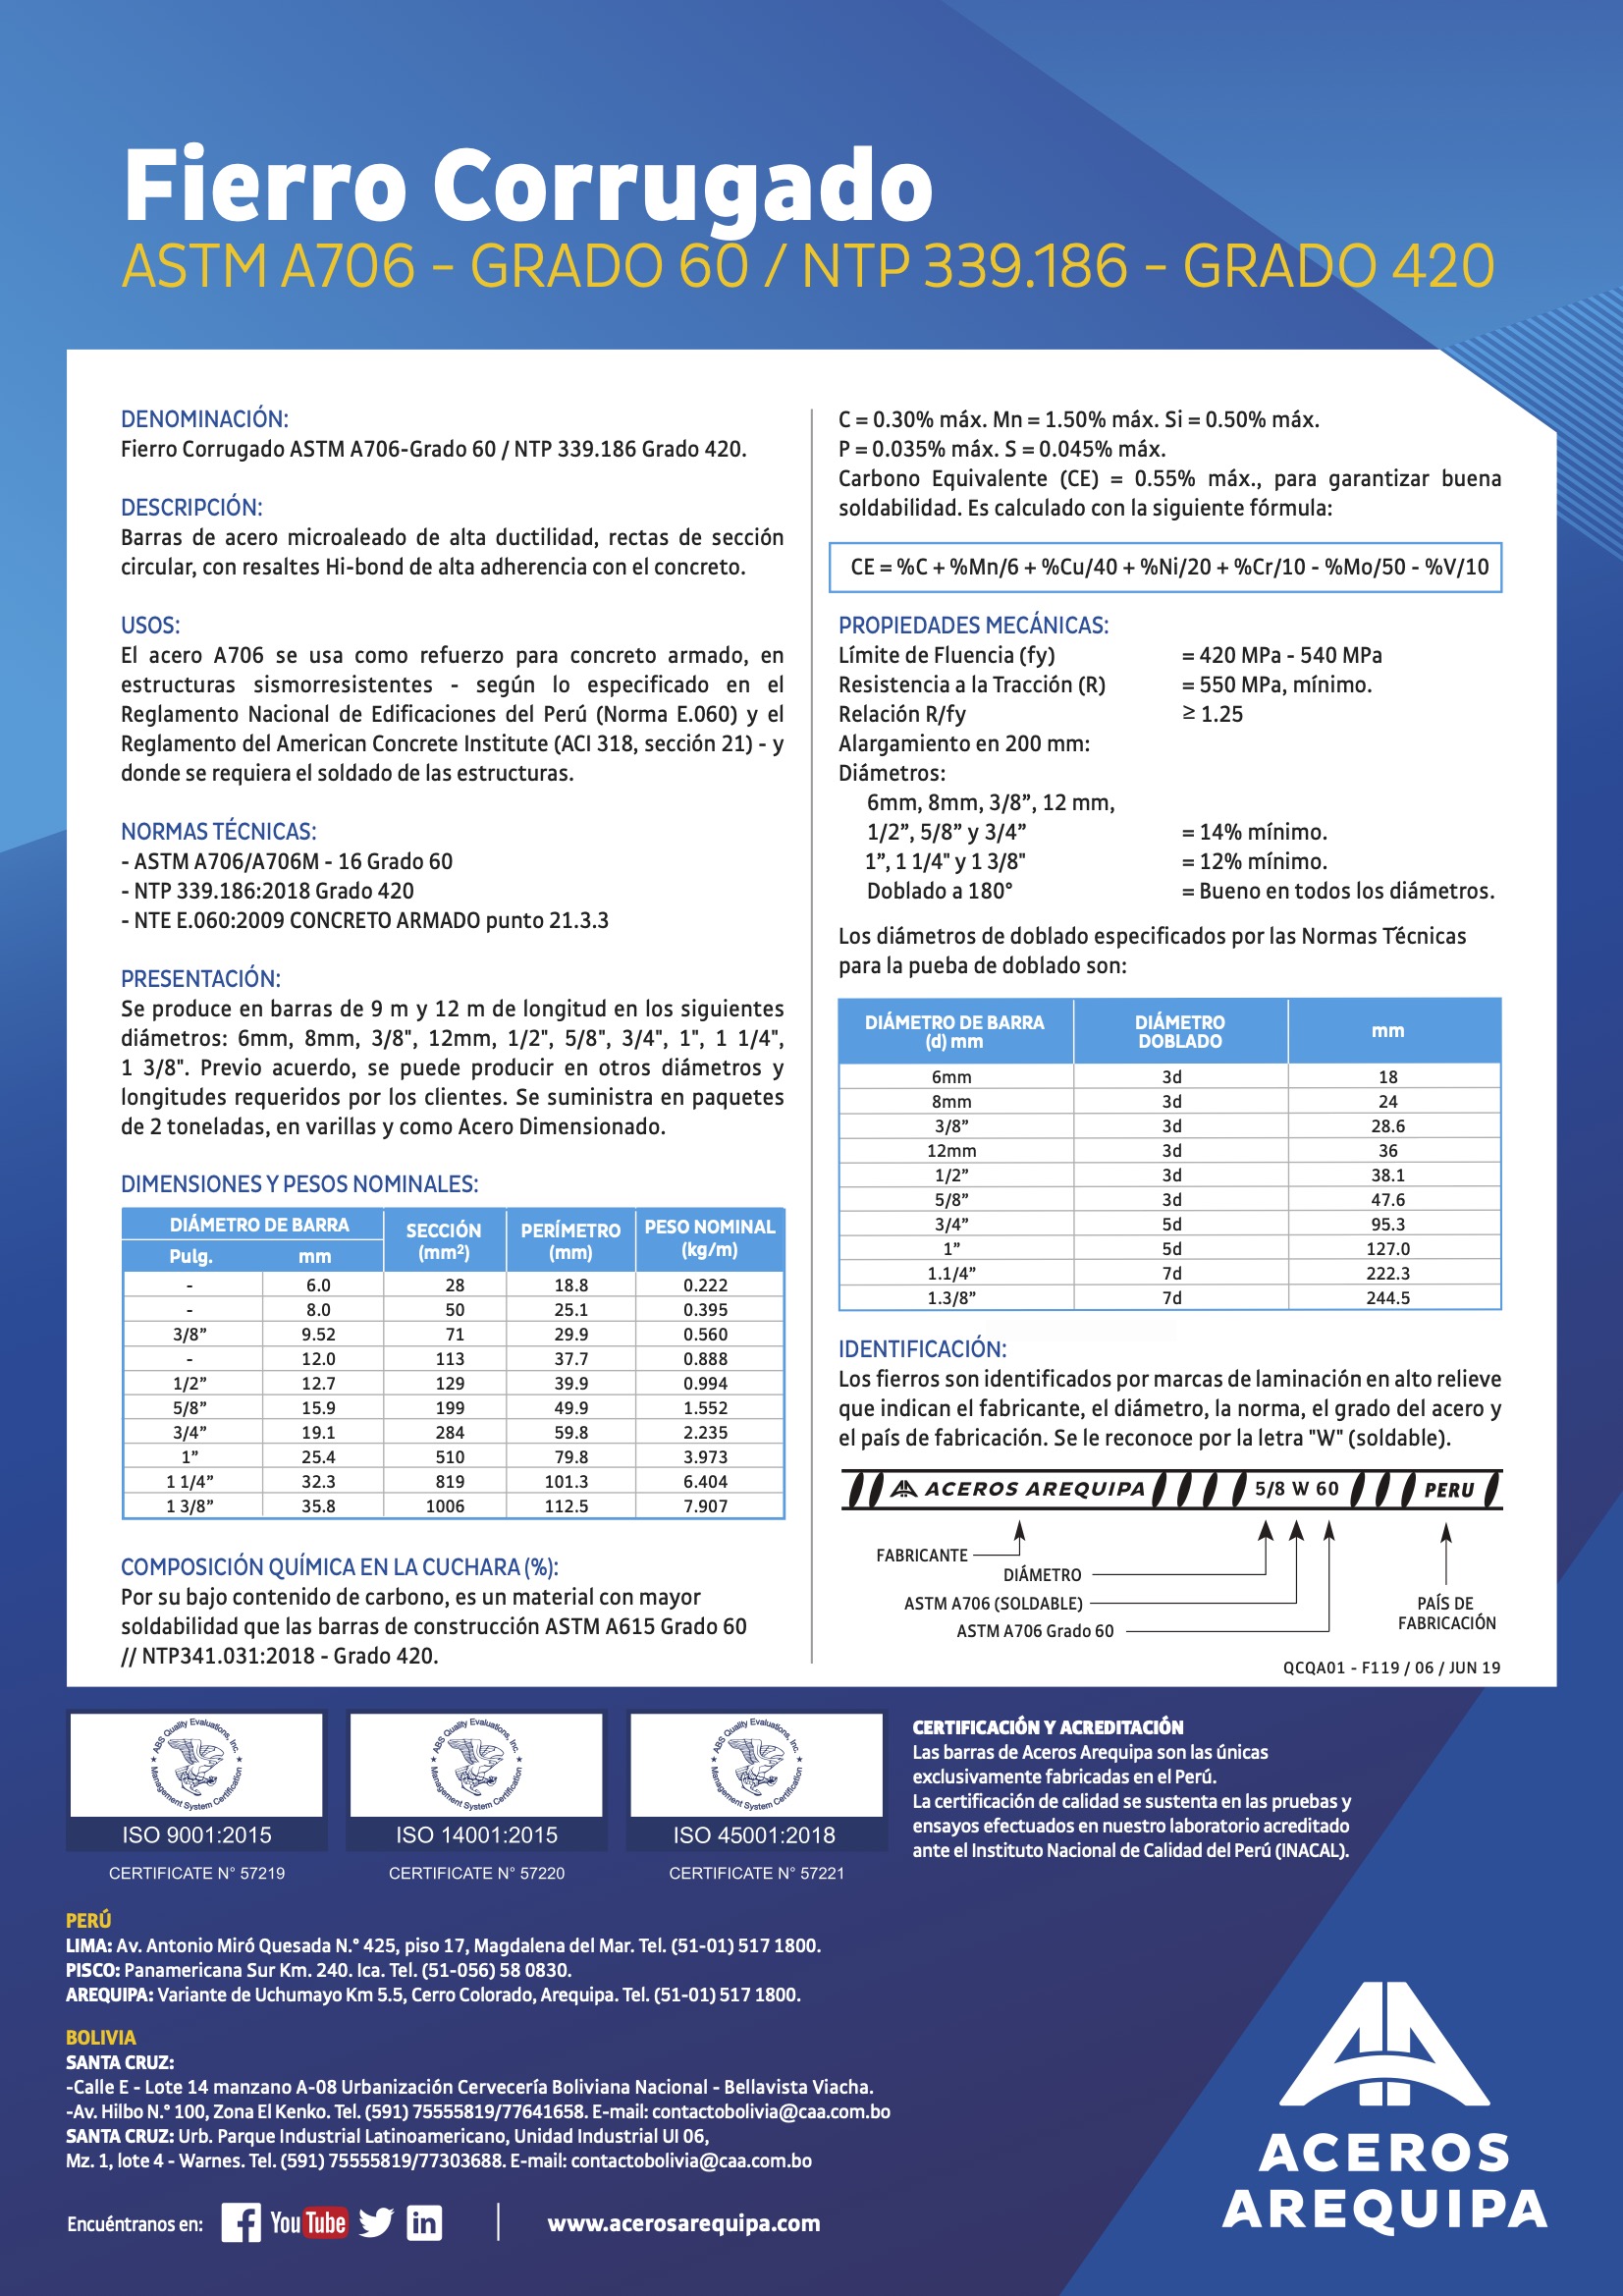 Fierro Corrugado
ASTM A706 - GRADO 60 / NTP 339.186 - GRADO 420
DENOMINACIÓN:
Fierro Corrugado ASTM A706-Grado 60 / NTP 339.186 Grado 420.
DESCRIPCIÓN:
Barras de acero microaleado de alta ductilidad, rectas de sección
circular, con resaltes Hi-bond de alta adherencia con el concreto.
USOS:
El acero A706 se usa como refuerzo para concreto armado, en
estructuras sismorresistentes - según lo especificado en el
Reglamento Nacional de Edificaciones del Perú (Norma E.060) y el
Reglamento del American Concrete Institute (ACI 318, sección 21) - y
donde se requiera el soldado de las estructuras.
NORMAS TÉCNICAS:
- ASTM A706/A706M - 16 Grado 60
- NTP 339.186:2018 Grado 420
- NTE E.060:2009 CONCRETO ARMADO punto 21.3.3
PRESENTACIÓN:
Se produce en barras de 9 m y 12 m de longitud en los siguientes
diámetros: 6mm, 8mm, 3/8", 12mm, 1/2", 5/8", 3/4", 1", 1 1/4",
1 3/8". Previo acuerdo, se puede producir en otros diámetros y
longitudes requeridos por los clientes. Se suministra en paquetes
de 2 toneladas, en varillas y como Acero Dimensionado.
DIMENSIONES Y PESOS NOMINALES:
DIÁMETRO DE BARRA SECCIÓN (mm²) PERÍMETRO (mm) PESO NOMINAL (kg/m)
Pulg. mm
- 6.0 28 18.8 0.222
- 8.0 50 25.1 0.395
3/8” 9.52 71 29.9 0.560
- 12.0 113 37.7 0.888
1/2” 12.7 129 39.9 0.994
5/8” 15.9 199 49.9 1.552
3/4” 19.1 284 59.8 2.235
1” 25.4 510 79.8 3.973
1 1/4” 32.3 819 101.3 6.404
1 3/8” 35.8 1006 112.5 7.907
COMPOSICIÓN QUÍMICA EN LA CUCHARA (%):
Por su bajo contenido de carbono, es un material con mayor
soldabilidad que las barras de construcción ASTM A615 Grado 60
// NTP341.031:2018 - Grado 420.
C = 0.30% máx. Mn = 1.50% máx. Si = 0.50% máx.
P = 0.035% máx. S = 0.045% máx.
Carbono Equivalente (CE) = 0.55% máx., para garantizar buena
soldabilidad. Es calculado con la siguiente fórmula:
CE = %C + %Mn/6 + %Cu/40 + %Ni/20 + %Cr/10 - %Mo/50 - %V/10
PROPIEDADES MECÁNICAS:
Límite de Fluencia (fy) = 420 MPa - 540 MPa
Resistencia a la Tracción (R) = 550 MPa, mínimo.
Relación R/fy ≥ 1.25
Alargamiento en 200 mm:
Diámetros:
6mm, 8mm, 3/8”, 12 mm,
1/2”, 5/8” y 3/4” = 14% mínimo.
1”, 1 1/4" y 1 3/8" = 12% mínimo.
Doblado a 180° = Bueno en todos los diámetros.
Los diámetros de doblado especificados por las Normas Técnicas
para la pueba de doblado son:
DIÁMETRO DE BARRA (d) mm DIÁMETRO DOBLADO mm
6mm 3d 18
8mm 3d 24
3/8” 3d 28.6
12mm 3d 36
1/2” 3d 38.1
5/8” 3d 47.6
3/4” 5d 95.3
1” 5d 127.0
1.1/4” 7d 222.3
1.3/8” 7d 244.5
IDENTIFICACIÓN:
Los fierros son identificados por marcas de laminación en alto relieve
que indican el fabricante, el diámetro, la norma, el grado del acero y
el país de fabricación. Se le reconoce por la letra "W" (soldable).
ACEROS AREQUIPA 5/8 W 60 PERU
FABRICANTE
DIÁMETRO
ASTM A706 (SOLDABLE)
ASTM A706 Grado 60
PAÍS DE
FABRICACIÓN
QCQA01 - F119 / 06 / JUN 19
ABS Quality Evaluations, Inc. Management System Certification
ISO 9001:2015
CERTIFICATE N° 57219
ABS Quality Evaluations, Inc. Management System Certification
ISO 14001:2015
CERTIFICATE N° 57220
ABS Quality Evaluations, Inc. Management System Certification
ISO 45001:2018
CERTIFICATE N° 57221
CERTIFICACIÓN Y ACREDITACIÓN
Las barras de Aceros Arequipa son las únicas
exclusivamente fabricadas en el Perú.
La certificación de calidad se sustenta en las pruebas y
ensayos efectuados en nuestro laboratorio acreditado
ante el Instituto Nacional de Calidad del Perú (INACAL).
PERÚ
LIMA: Av. Antonio Miró Quesada N.° 425, piso 17, Magdalena del Mar. Tel. (51-01) 517 1800.
PISCO: Panamericana Sur Km. 240. Ica. Tel. (51-056) 58 0830.
AREQUIPA: Variante de Uchumayo Km 5.5, Cerro Colorado, Arequipa. Tel. (51-01) 517 1800.
BOLIVIA
SANTA CRUZ:
-Calle E - Lote 14 manzano A-08 Urbanización Cervecería Boliviana Nacional - Bellavista Viacha.
-Av. Hilbo N.° 100, Zona El Kenko. Tel. (591) 75555819/77641658. E-mail: contactobolivia@caa.com.bo
SANTA CRUZ: Urb. Parque Industrial Latinoamericano, Unidad Industrial UI 06,
Mz. 1, lote 4 - Warnes. Tel. (591) 75555819/77303688. E-mail: contactobolivia@caa.com.bo
Encuéntranos en: YouTube in www.acerosarequipa.com
ACEROS
AREQUIPA